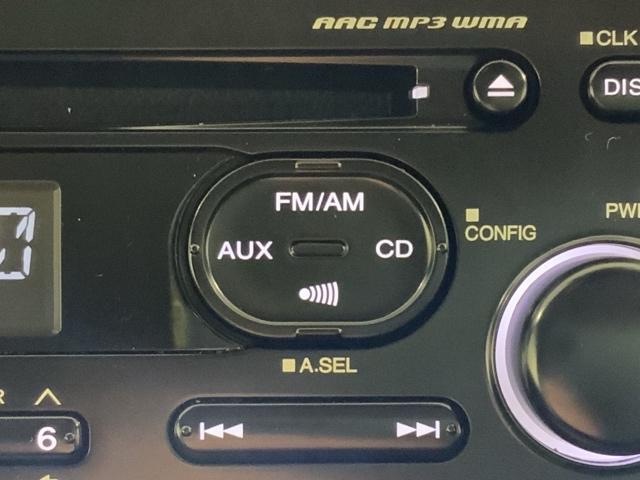 AAC MP3 WMA
CLK
DIS
FM/AM
PWR
AUX
CD
CONFIG
A.SEL
R
6